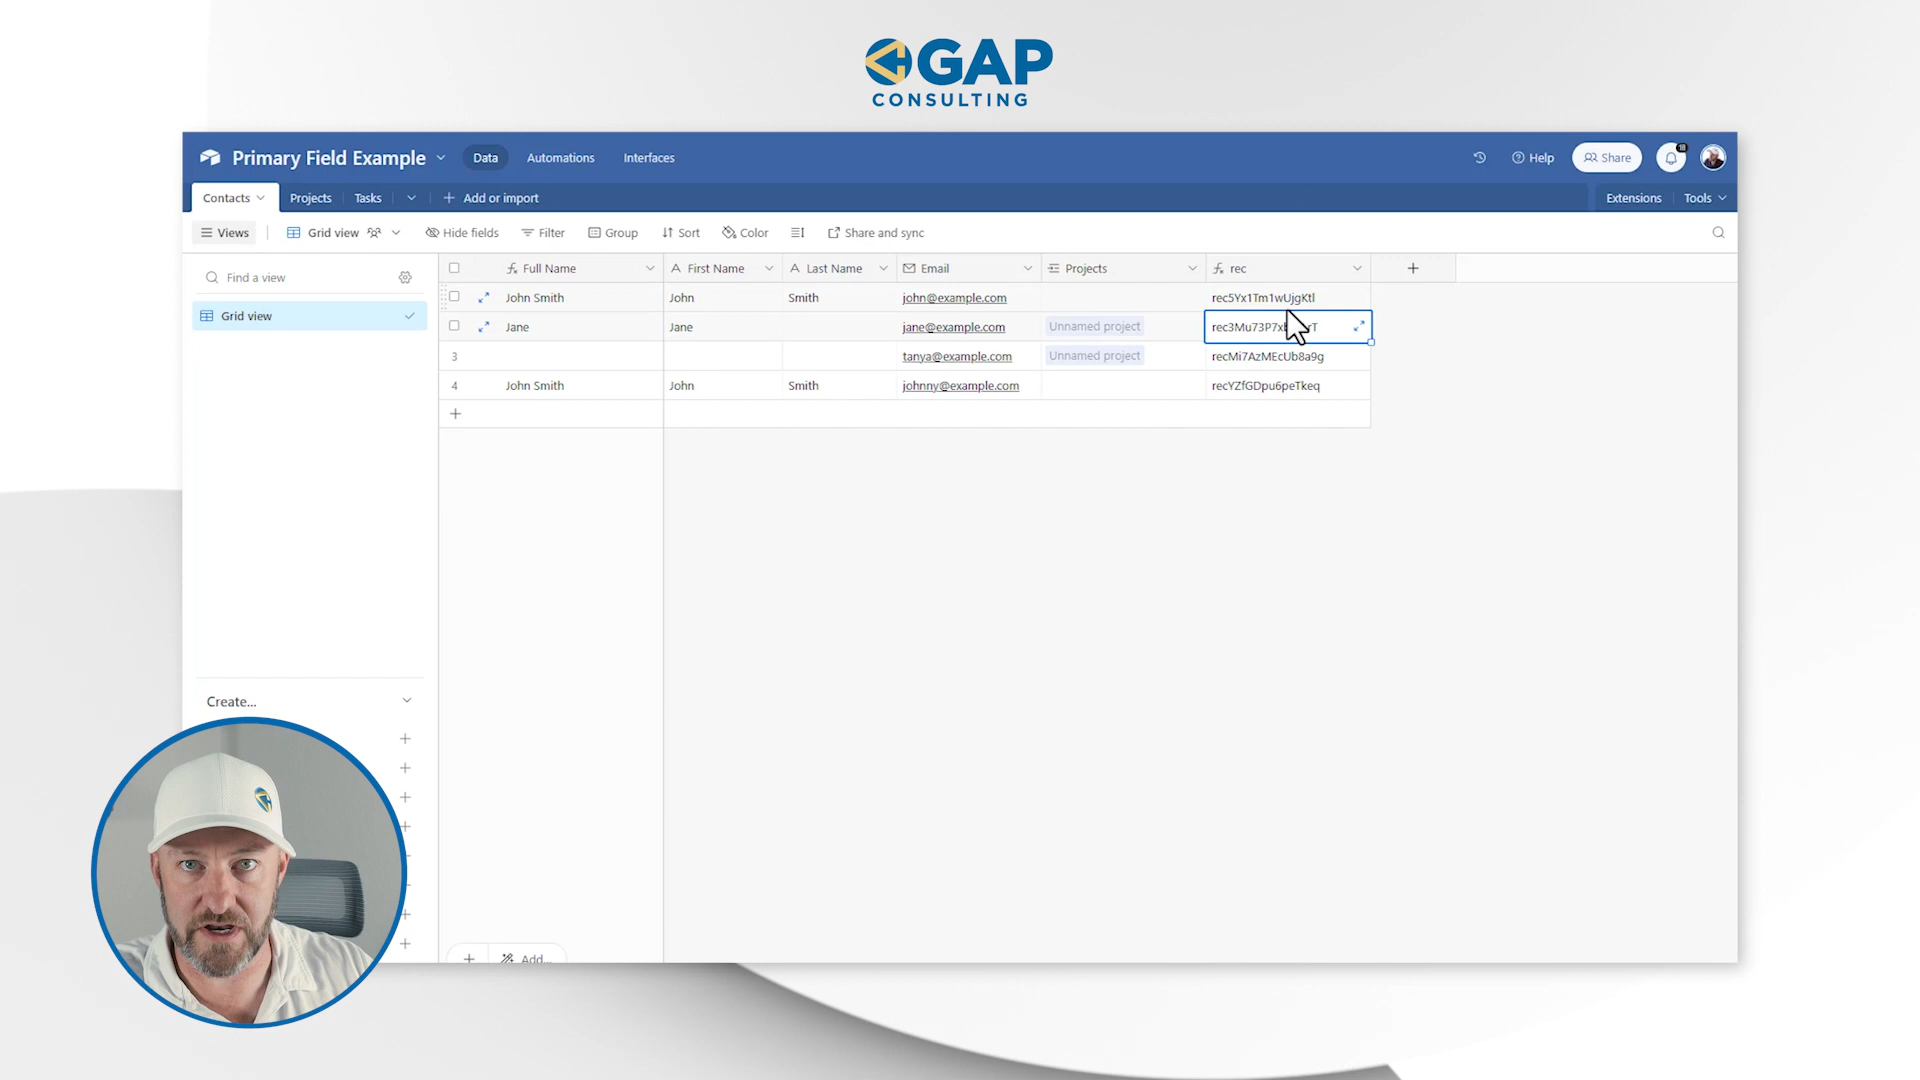 GAP
CONSULTING
Primary Field Example Data Automations Interfaces Help Share
Contacts Projects Tasks Add or import Extensions Tools
Views Grid view Hide fields Filter Group Sort Color Share and sync
Find a view
Grid view
Full Name First Name Last Name Email Projects rec
John Smith John Smith john@example.com rec5Yx1Tm1wUjgKtl
Jane Jane jane@example.com Unnamed project
3 tanya@example.com Unnamed project recMi7AzMEcUb8a9g
4 John Smith John Smith johnny@example.com recYZfGDpu6peTkeq
Create...
Add...